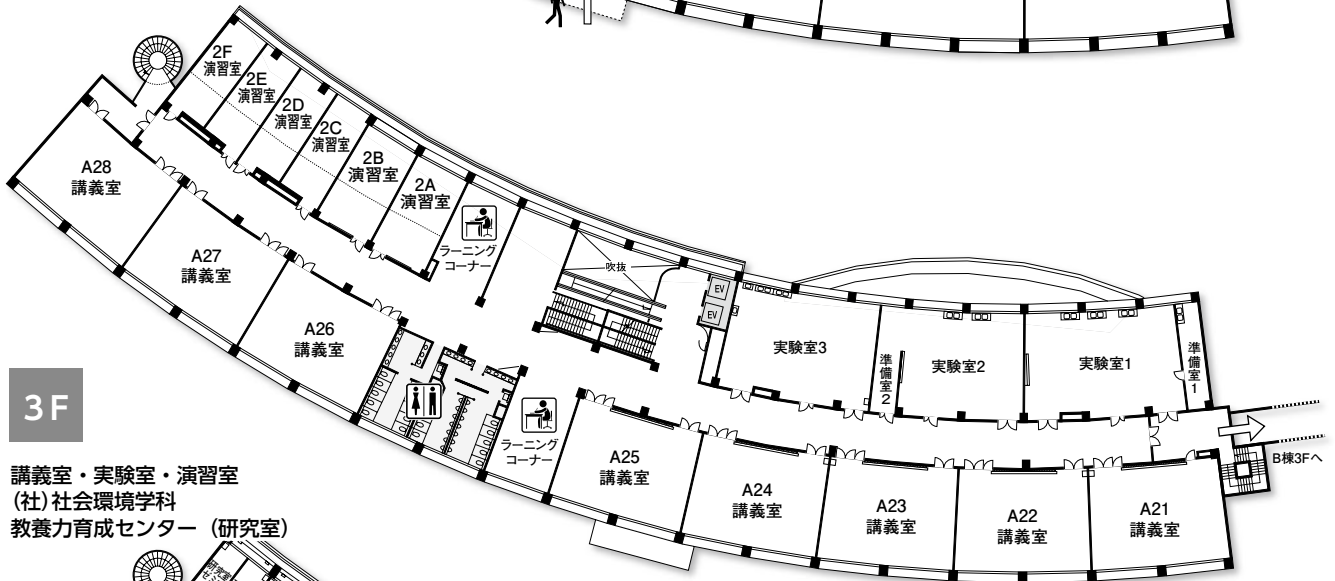 2F
演習室
2E
演習室
2D
演習室
2C
演習室
2B
演習室
2A
演習室
ラーニング
コーナー
吹抜
EV
EV
A28
講義室
A27
講義室
A26
講義室
実験室3
準備室2
実験室2
実験室1
準備室1
3F
ラーニング
コーナー
A25
講義室
A24
講義室
A23
講義室
A22
講義室
A21
講義室
B棟3Fへ
講義室・実験室・演習室
(社)社会環境学科
教養力育成センター（研究室）
研究室